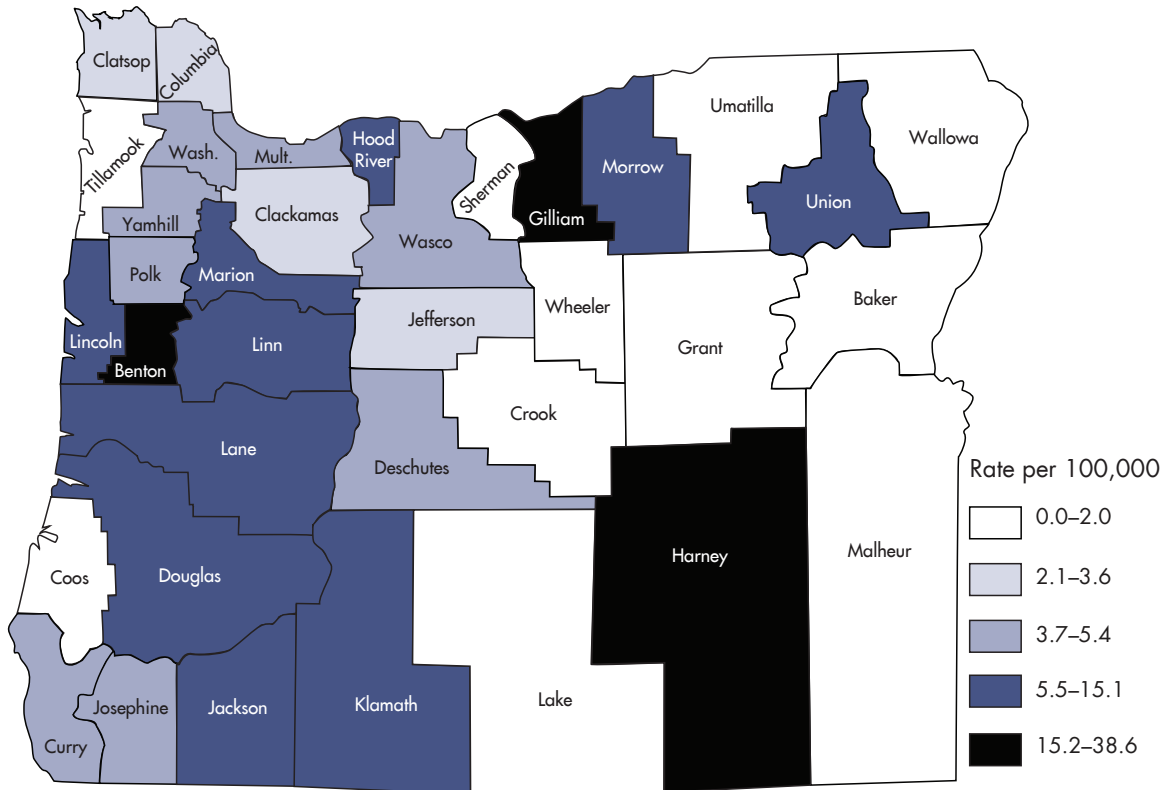 Clatsop
Columbia
Tillamook
Wash.
Mult.
Hood
River
Sherman
Gilliam
Morrow
Umatilla
Union
Wallowa
Yamhill
Clackamas
Wasco
Polk
Marion
Lincoln
Benton
Linn
Jefferson
Wheeler
Grant
Baker
Crook
Lane
Deschutes
Coos
Douglas
Harney
Malheur
Curry
Josephine
Jackson
Klamath
Lake
Rate per 100,000
0.0–2.0
2.1–3.6
3.7–5.4
5.5–15.1
15.2–38.6